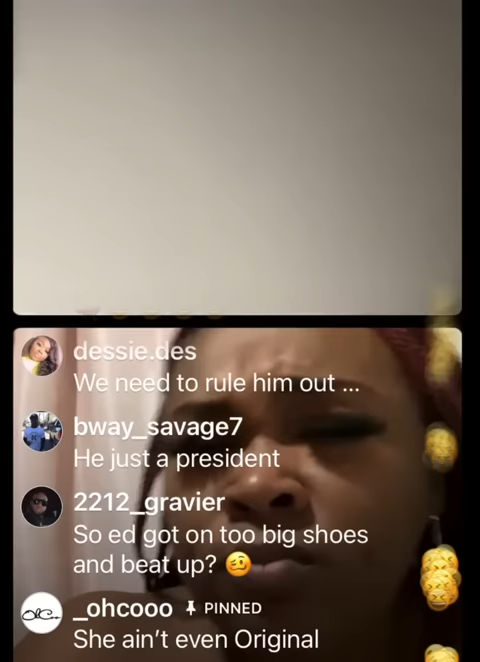 dessie.des
We need to rule him out ...
bway_savage7
He just a president
2212_gravier
So ed got on too big shoes
and beat up? 🥴
_ohcooo PINNED
She ain't even Original